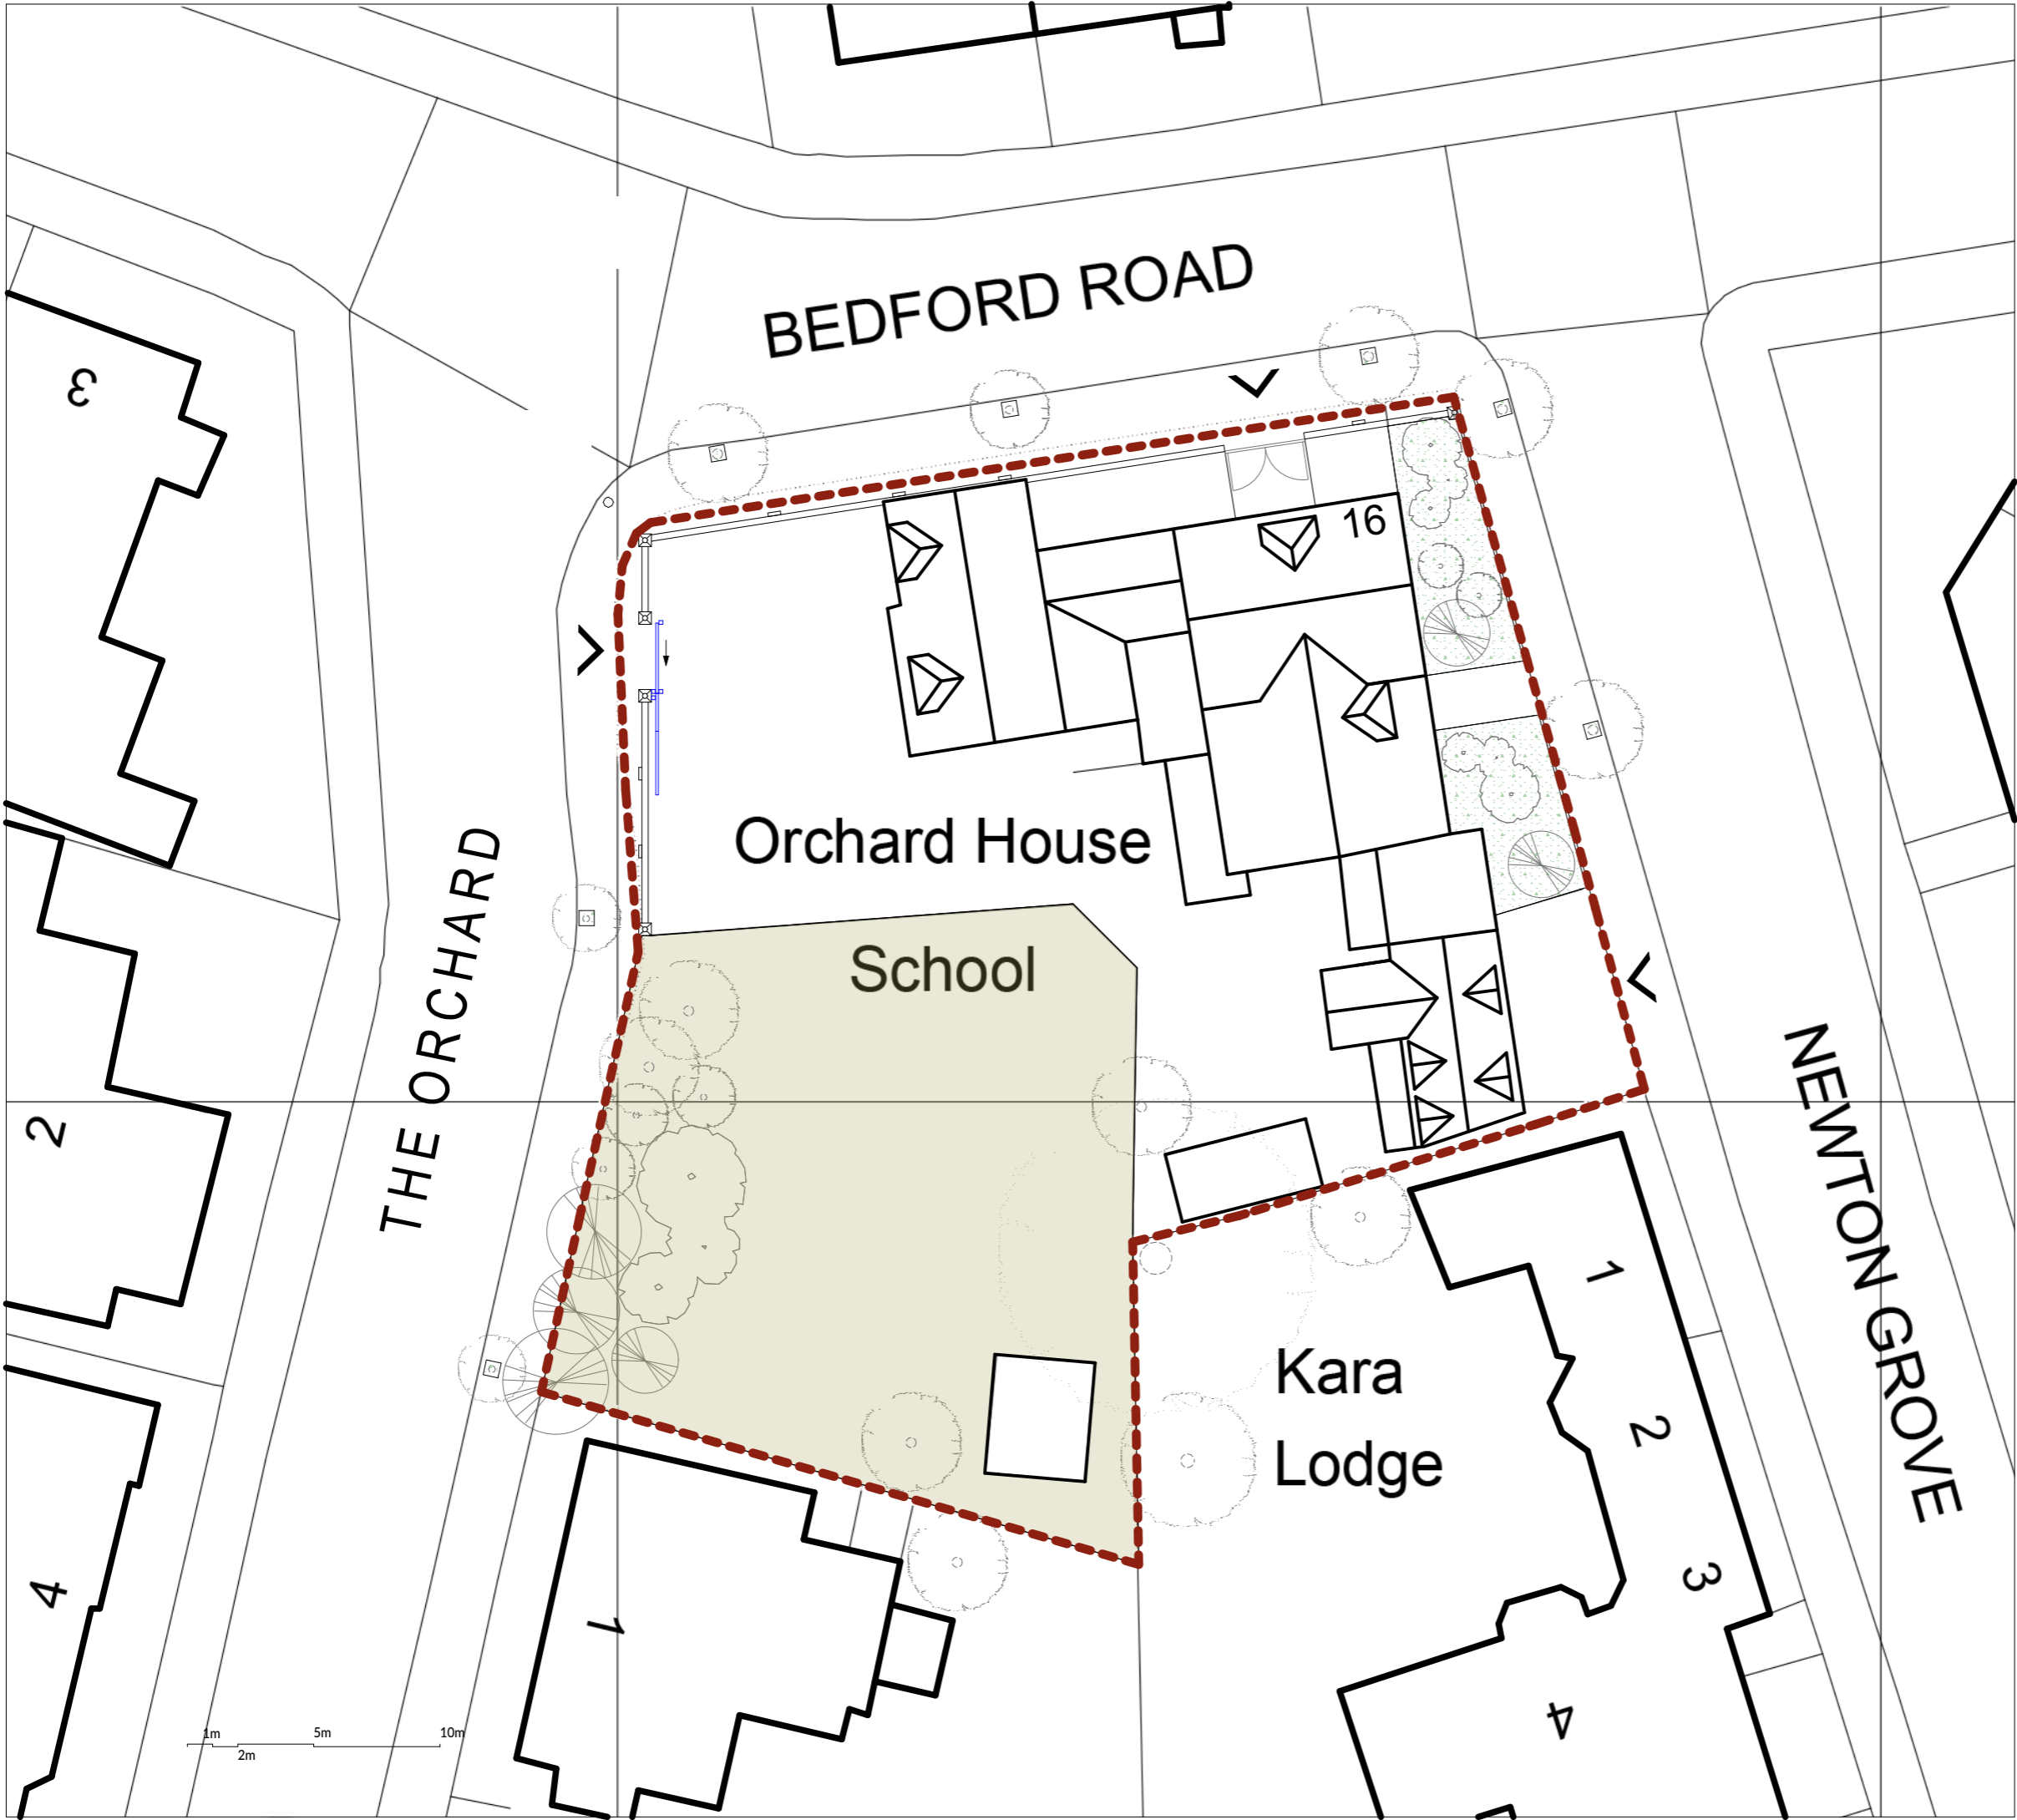 BEDFORD ROAD
3
16
Orchard House
School
THE ORCHARD
NEWTON GROVE
2
1
Kara
Lodge
2
3
4
1
4
1m
5m
10m
2m